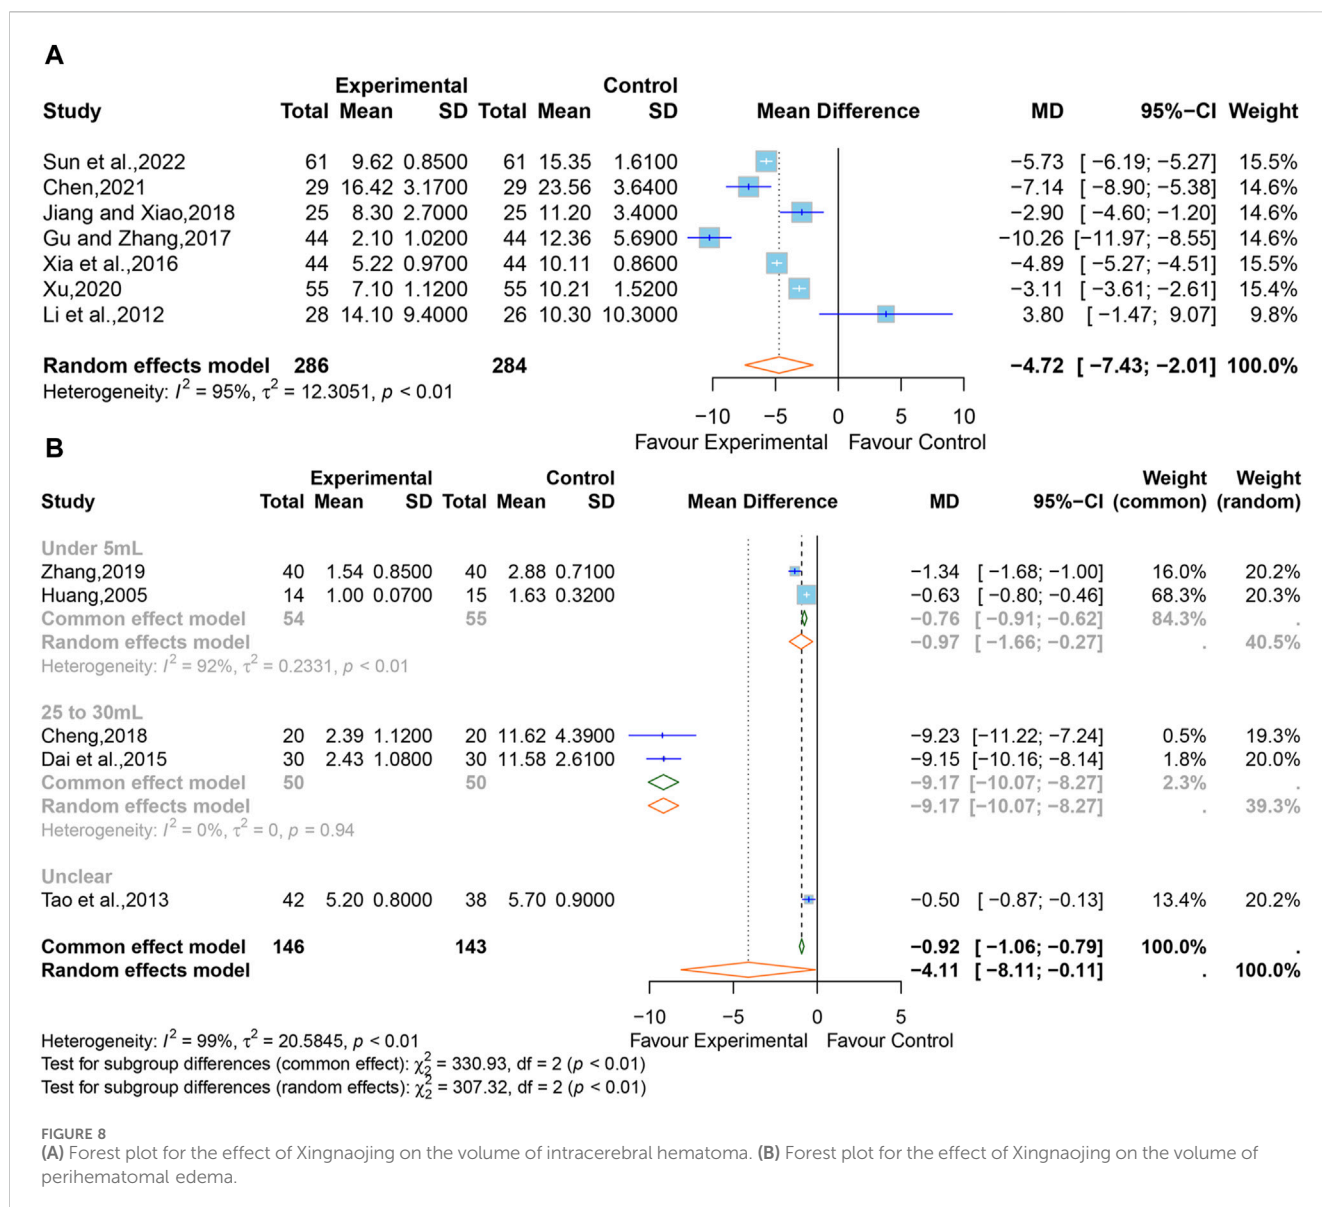 A
Experimental Control
Study Total Mean SD Total Mean SD Mean Difference MD 95%−CI Weight
Sun et al.,2022 61 9.62 0.8500 61 15.35 1.6100 −5.73 [ −6.19; −5.27] 15.5%
Chen,2021 29 16.42 3.1700 29 23.56 3.6400 −7.14 [ −8.90; −5.38] 14.6%
Jiang and Xiao,2018 25 8.30 2.7000 25 11.20 3.4000 −2.90 [ −4.60; −1.20] 14.6%
Gu and Zhang,2017 44 2.10 1.0200 44 12.36 5.6900 −10.26 [−11.97; −8.55] 14.6%
Xia et al.,2016 44 5.22 0.9700 44 10.11 0.8600 −4.89 [ −5.27; −4.51] 15.5%
Xu,2020 55 7.10 1.1200 55 10.21 1.5200 −3.11 [ −3.61; −2.61] 15.4%
Li et al.,2012 28 14.10 9.4000 26 10.30 10.3000 3.80 [ −1.47; 9.07] 9.8%
Random effects model 286 284 −4.72 [ −7.43; −2.01] 100.0%
Heterogeneity: I² = 95%, τ² = 12.3051, p < 0.01
−10 −5 0 5 10
Favour Experimental Favour Control
B
Experimental Control Weight Weight
Study Total Mean SD Total Mean SD Mean Difference MD 95%−CI (common) (random)
Under 5mL
Zhang,2019 40 1.54 0.8500 40 2.88 0.7100 −1.34 [ −1.68; −1.00] 16.0% 20.2%
Huang,2005 14 1.00 0.0700 15 1.63 0.3200 −0.63 [ −0.80; −0.46] 68.3% 20.3%
Common effect model 54 55 −0.76 [ −0.91; −0.62] 84.3% .
Random effects model −0.97 [ −1.66; −0.27] . 40.5%
Heterogeneity: I² = 92%, τ² = 0.2331, p < 0.01
25 to 30mL
Cheng,2018 20 2.39 1.1200 20 11.62 4.3900 −9.23 [−11.22; −7.24] 0.5% 19.3%
Dai et al.,2015 30 2.43 1.0800 30 11.58 2.6100 −9.15 [−10.16; −8.14] 1.8% 20.0%
Common effect model 50 50 −9.17 [−10.07; −8.27] 2.3% .
Random effects model −9.17 [−10.07; −8.27] . 39.3%
Heterogeneity: I² = 0%, τ² = 0, p = 0.94
Unclear
Tao et al.,2013 42 5.20 0.8000 38 5.70 0.9000 −0.50 [ −0.87; −0.13] 13.4% 20.2%
Common effect model 146 143 −0.92 [ −1.06; −0.79] 100.0% .
Random effects model −4.11 [ −8.11; −0.11] . 100.0%
−10 −5 0 5
Heterogeneity: I² = 99%, τ² = 20.5845, p < 0.01 Favour Experimental Favour Control
Test for subgroup differences (common effect): χ²₂ = 330.93, df = 2 (p < 0.01)
Test for subgroup differences (random effects): χ²₂ = 307.32, df = 2 (p < 0.01)
FIGURE 8
(A) Forest plot for the effect of Xingnaojing on the volume of intracerebral hematoma. (B) Forest plot for the effect of Xingnaojing on the volume of
perihematomal edema.